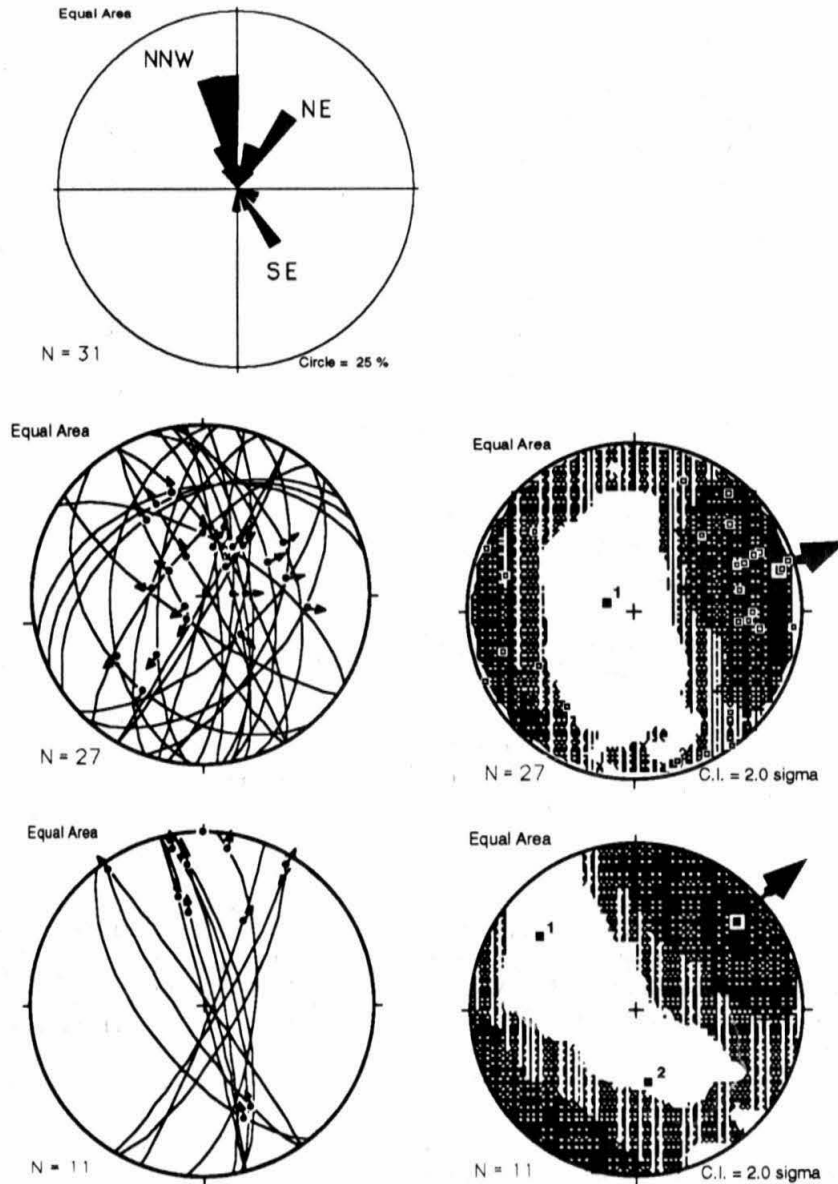 Equal Area
NNW
NE
SE
N = 31
Circle = 25 %
Equal Area
N = 27
Equal Area
1
N = 27
C.I. = 2.0 sigma
Equal Area
N = 11
Equal Area
1
2
N = 11
C.I. = 2.0 sigma